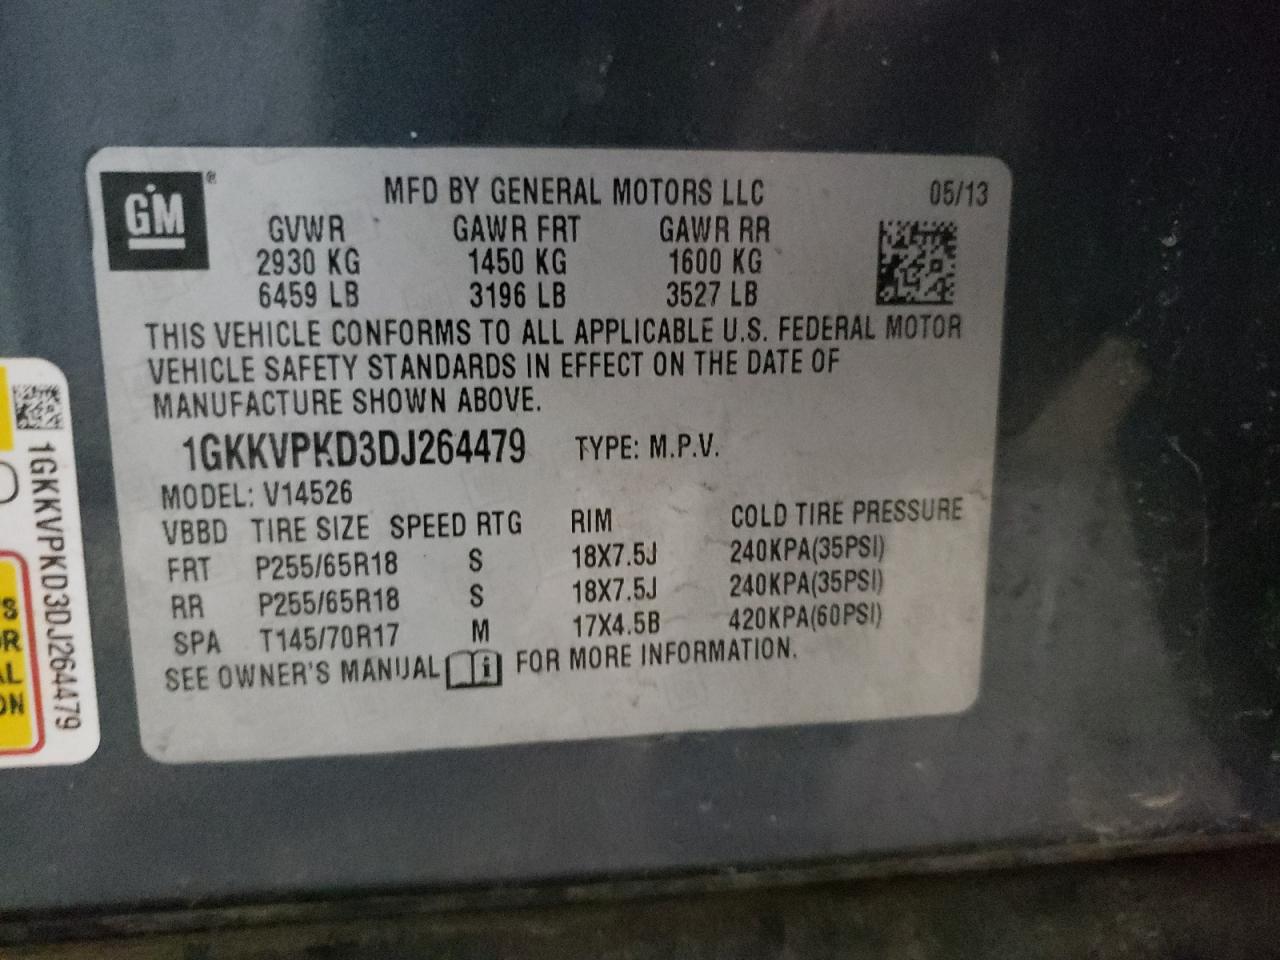 GM®
MFD BY GENERAL MOTORS LLC 05/13
GVWR GAWR FRT GAWR RR
2930 KG 1450 KG 1600 KG
6459 LB 3196 LB 3527 LB
THIS VEHICLE CONFORMS TO ALL APPLICABLE U.S. FEDERAL MOTOR
VEHICLE SAFETY STANDARDS IN EFFECT ON THE DATE OF
MANUFACTURE SHOWN ABOVE.
1GKKVPKD3DJ264479 TYPE: M.P.V.
MODEL: V14526
VBBD TIRE SIZE SPEED RTG RIM COLD TIRE PRESSURE
FRT P255/65R18 S 18X7.5J 240KPA(35PSI)
RR P255/65R18 S 18X7.5J 240KPA(35PSI)
SPA T145/70R17 M 17X4.5B 420KPA(60PSI)
SEE OWNER'S MANUAL i FOR MORE INFORMATION.
1GKKVPKD3DJ264479